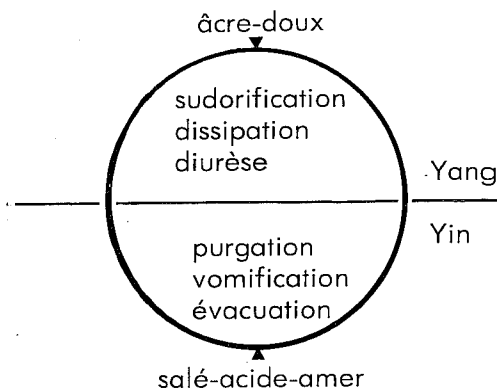 âcre-doux
sudorification
dissipation
diurèse
Yang
Yin
purgation
vomification
évacuation
salé-acide-amer